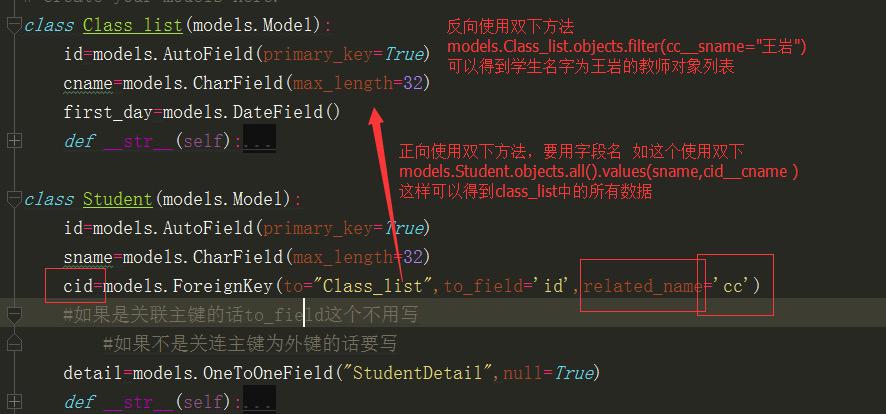 # Create your models here.
class Class_list(models.Model):
id=models.AutoField(primary_key=True)
cname=models.CharField(max_length=32)
first_day=models.DateField()
def __str__(self):...
反向使用双下方法
models.Class_list.objects.filter(cc__sname="王岩")
可以得到学生名字为王岩的教师对象列表
正向使用双下方法，要用字段名 如这个使用双下
models.Student.objects.all().values(sname,cid__cname )
这样可以得到class_list中的所有数据
class Student(models.Model):
id=models.AutoField(primary_key=True)
sname=models.CharField(max_length=32)
cid=models.ForeignKey(to="Class_list",to_field='id',related_name='cc')
#如果是关联主键的话to_field这个不用写
#如果不是关连主键为外键的话要写
detail=models.OneToOneField("StudentDetail",null=True)
def __str__(self):...